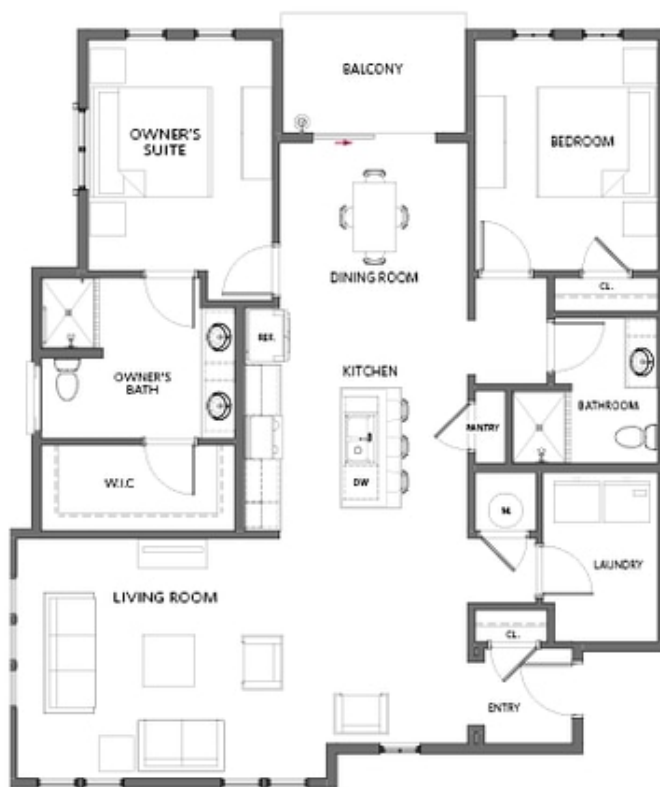 BALCONY
OWNER'S
SUITE
BEDROOM
DINING ROOM
CL.
REF.
KITCHEN
OWNER'S
BATH
BATHROOM
PANTRY
W.I.C
DW
M.
LAUNDRY
LIVING ROOM
CL.
ENTRY